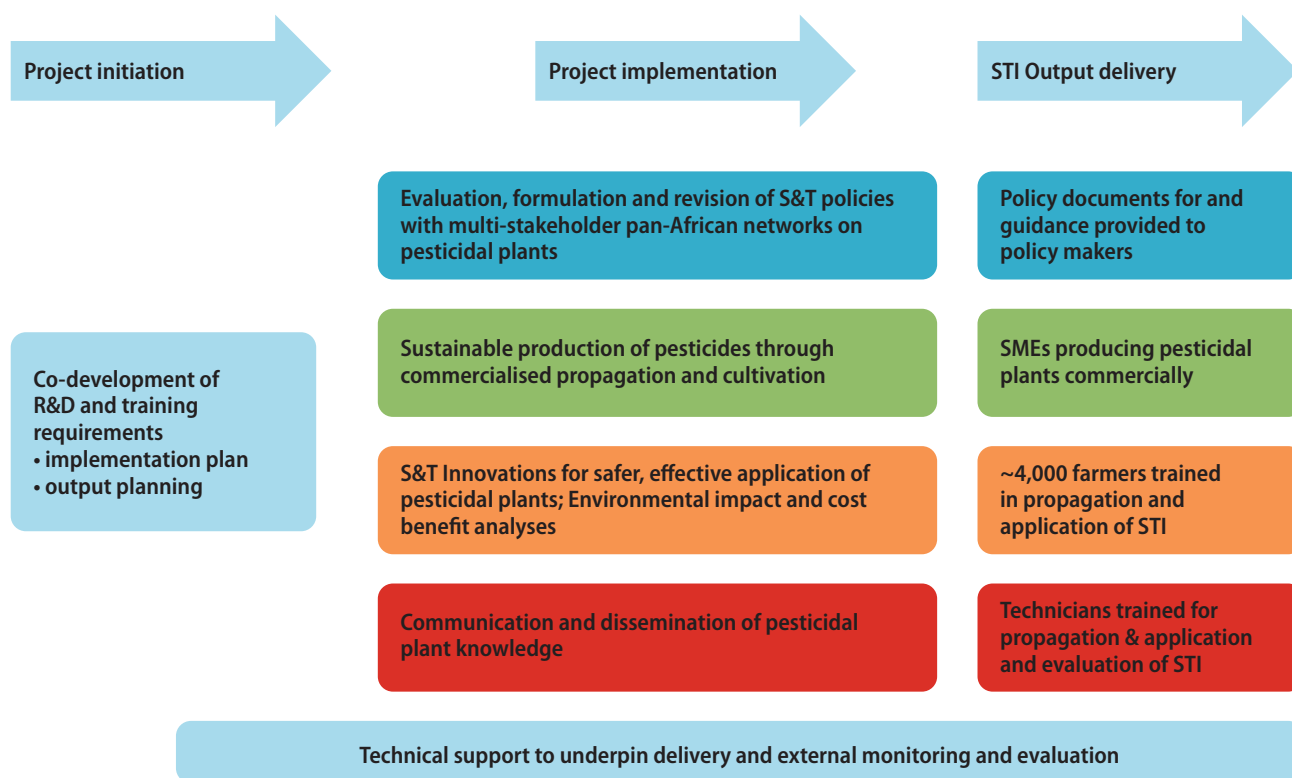 Project initiation
Project implementation
STI Output delivery
Evaluation, formulation and revision of S&T policies
with multi-stakeholder pan-African networks on
pesticidal plants
Policy documents for and
guidance provided to
policy makers
Co-development of
R&D and training
requirements
• implementation plan
• output planning
Sustainable production of pesticides through
commercialised propagation and cultivation
SMEs producing pesticidal
plants commercially
S&T Innovations for safer, effective application of
pesticidal plants; Environmental impact and cost
benefit analyses
~4,000 farmers trained
in propagation and
application of STI
Communication and dissemination of pesticidal
plant knowledge
Technicians trained for
propagation & application
and evaluation of STI
Technical support to underpin delivery and external monitoring and evaluation